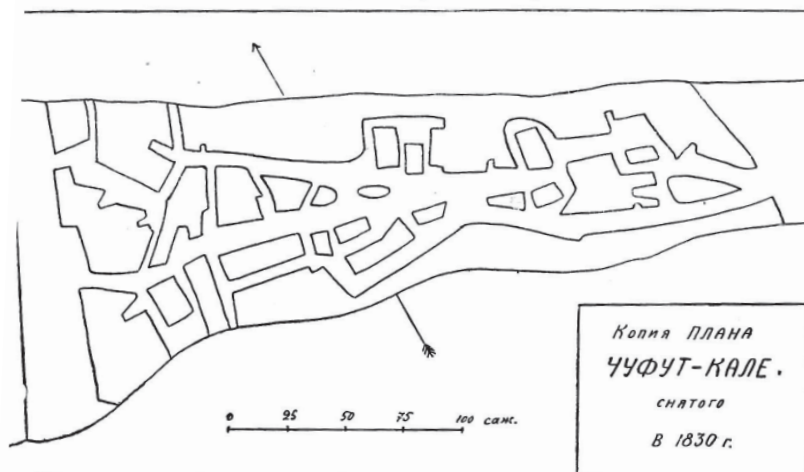 0 25 50 75 100 саж.
Копия ПЛАНА
ЧУФУТ-КАЛЕ.
снятого
В 1830 г.